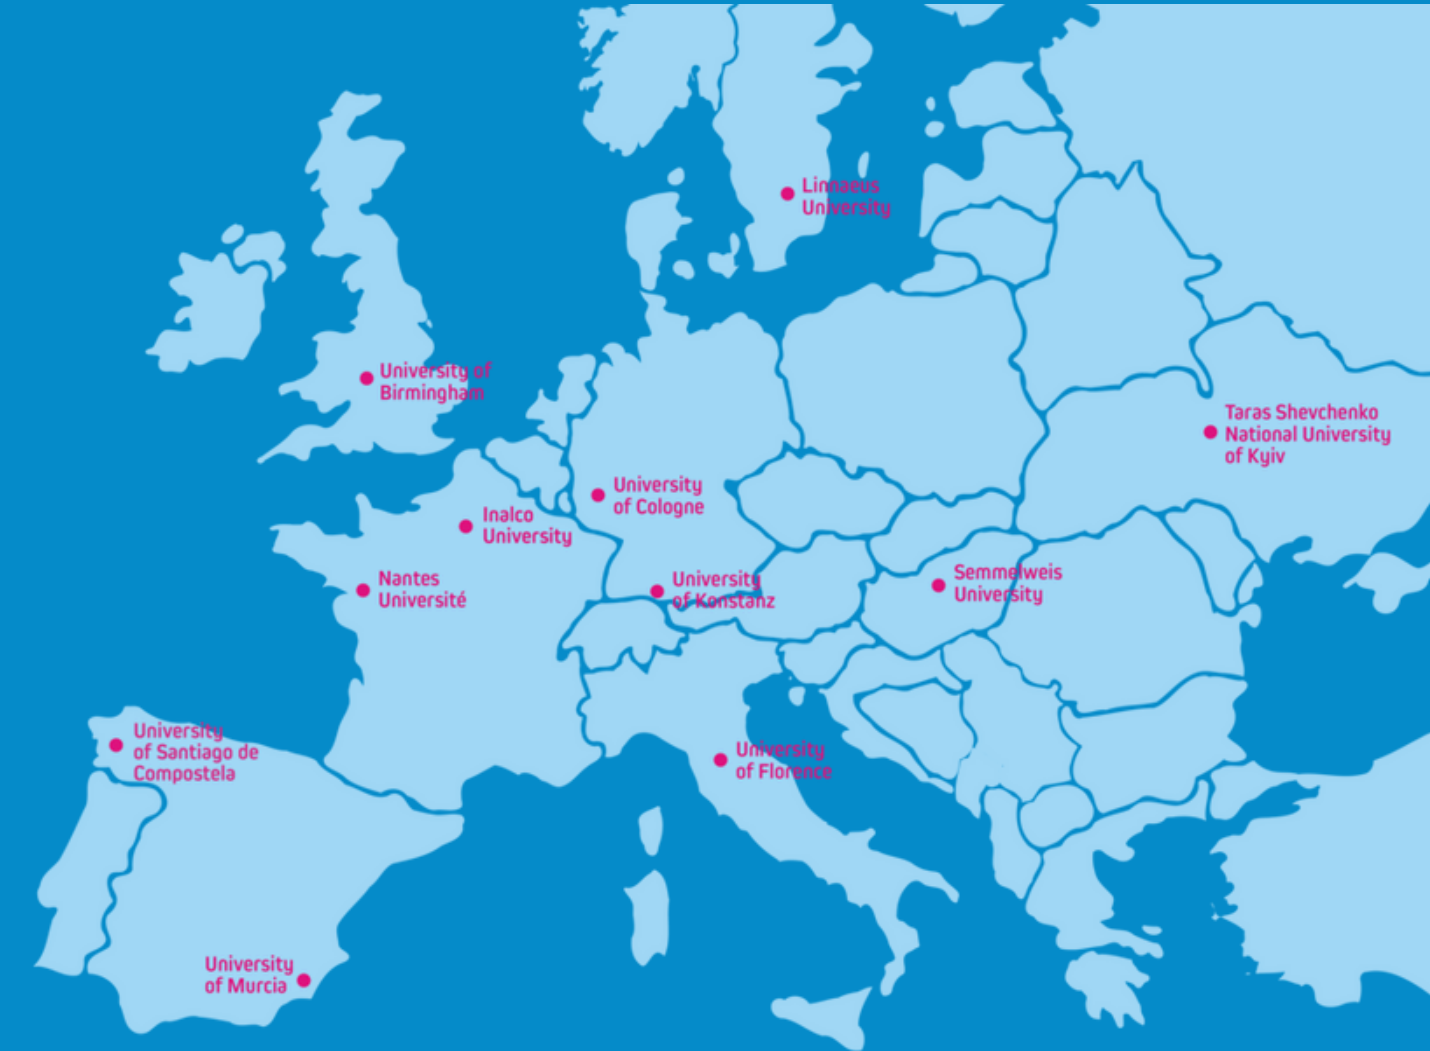 Linnaeus
University
University of
Birmingham
Taras Shevchenko
National University
of Kyiv
University
of Cologne
Inalco
University
Nantes
Université
University
of Konstanz
Semmelweis
University
University
of Santiago de
Compostela
University
of Florence
University
of Murcia